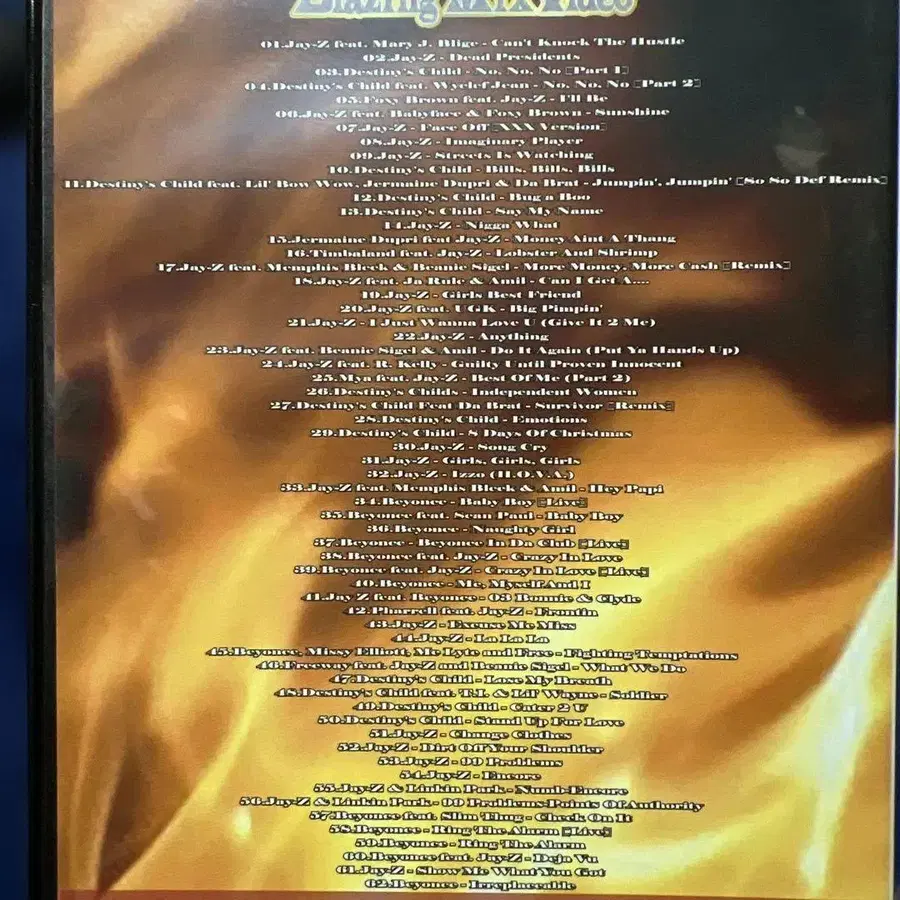 Blazing MIX Video
01.Jay-Z feat. Mary J. Blige - Can't Knock The Hustle
02.Jay-Z - Dead Presidents
03.Destiny's Child - No, No, No [Part 1]
04.Destiny's Child feat. Wyclef Jean - No, No, No [Part 2]
05.Foxy Brown feat. Jay-Z - I'll Be
06.Jay-Z feat. Babyface & Foxy Brown - Sunshine
07.Jay-Z - Face Off [XXX Version]
08.Jay-Z - Imaginary Player
09.Jay-Z - Streets Is Watching
10.Destiny's Child - Bills, Bills, Bills
11.Destiny's Child feat. Lil' Bow Wow, Jermaine Dupri & Da Brat - Jumpin', Jumpin' [So So Def Remix]
12.Destiny's Child - Bug a Boo
13.Destiny's Child - Say My Name
14.Jay-Z - Nigga What
15.Jermaine Dupri feat Jay-Z - Money Aint A Thang
16.Timbaland feat. Jay-Z - Lobster And Shrimp
17.Jay-Z feat. Memphis Bleek & Beanie Sigel - More Money, More Cash [Remix]
18.Jay-Z feat. Ja Rule & Amil - Can I Get A....
19.Jay-Z - Girls Best Friend
20.Jay-Z feat. UGK - Big Pimpin'
21.Jay-Z - I Just Wanna Love U (Give It 2 Me)
22.Jay-Z - Anything
23.Jay-Z feat. Beanie Sigel & Amil - Do It Again (Put Ya Hands Up)
24.Jay-Z feat. R. Kelly - Guilty Until Proven Innocent
25.Mya feat. Jay-Z - Best Of Me (Part 2)
26.Destiny's Childs - Independent Women
27.Destiny's Child Feat Da Brat - Survivor [Remix]
28.Destiny's Child - Emotions
29.Destiny's Child - 8 Days Of Christmas
30.Jay-Z - Song Cry
31.Jay-Z - Girls, Girls, Girls
32.Jay-Z - Izzo (H.O.V.A.)
33.Jay-Z feat. Memphis Bleek & Amil - Hey Papi
34.Beyonce - Baby Boy [Live]
35.Beyonce feat. Sean Paul - Baby Boy
36.Beyonce - Naughty Girl
37.Beyonce - Beyonce In Da Club [Live]
38.Beyonce feat. Jay-Z - Crazy In Love
39.Beyonce feat. Jay-Z - Crazy In Love [Live]
40.Beyonce - Me, Myself And I
41.Jay Z feat. Beyonce - 03 Bonnie & Clyde
42.Pharrell feat. Jay-Z - Frontin
43.Jay-Z - Excuse Me Miss
44.Jay-Z - La La La
45.Beyonce, Missy Elliott, Mc Lyte and Free - Fighting Temptations
46.Freeway feat. Jay-Z and Beanie Sigel - What We Do
47.Destiny's Child - Lose My Breath
48.Destiny's Child feat. T.I. & Lil' Wayne - Soldier
49.Destiny's Child - Cater 2 U
50.Destiny's Child - Stand Up For Love
51.Jay-Z - Change Clothes
52.Jay-Z - Dirt Off Your Shoulder
53.Jay-Z - 99 Problems
54.Jay-Z - Encore
55.Jay-Z & Linkin Park - Numb-Encore
56.Jay-Z & Linkin Park - 99 Problems-Points Of Authority
57.Beyonce feat. Slim Thug - Check On It
58.Beyonce - Ring The Alarm [Live]
59.Beyonce - Ring The Alarm
60.Beyonce feat. Jay-Z - Deja Vu
61.Jay-Z - Show Me What You Got
62.Beyonce - Irreplaceable